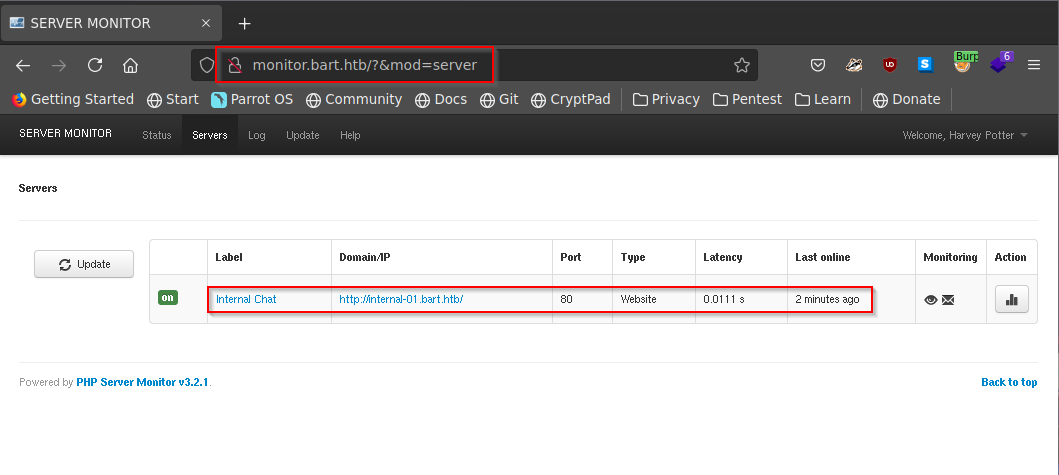 SERVER MONITOR
monitor.bart.htb/?&mod=server
UD
S
Burp
6
Getting Started Start Parrot OS Community Docs Git CryptPad Privacy Pentest Learn Donate
SERVER MONITOR Status Servers Log Update Help Welcome, Harvey Potter
Servers
Update
Label Domain/IP Port Type Latency Last online Monitoring Action
on Internal Chat http://internal-01.bart.htb/ 80 Website 0.0111 s 2 minutes ago
Powered by PHP Server Monitor v3.2.1. Back to top